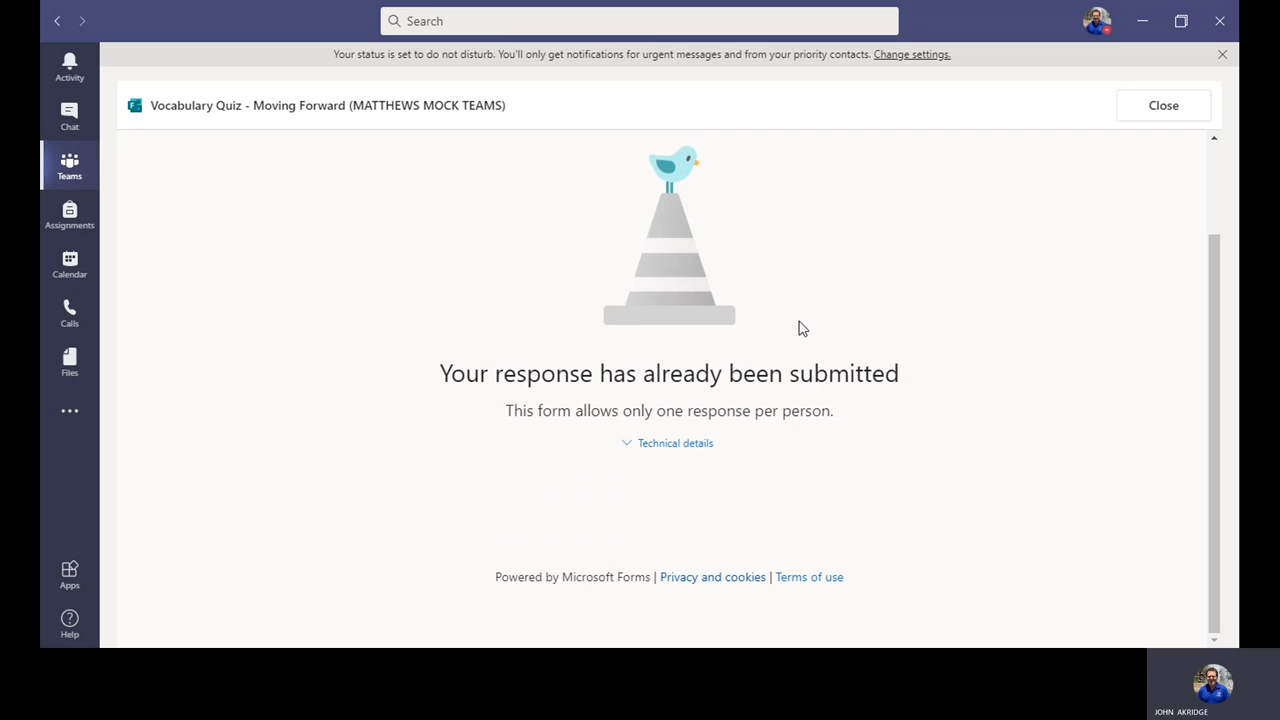 Search
Your status is set to do not disturb. You'll only get notifications for urgent messages and from your priority contacts. Change settings.
Activity
Chat
Teams
Assignments
Calendar
Calls
Files
Apps
Help
Vocabulary Quiz - Moving Forward (MATTHEWS MOCK TEAMS)
Close
Your response has already been submitted
This form allows only one response per person.
Technical details
Powered by Microsoft Forms | Privacy and cookies | Terms of use
JOHN AKRIDGE